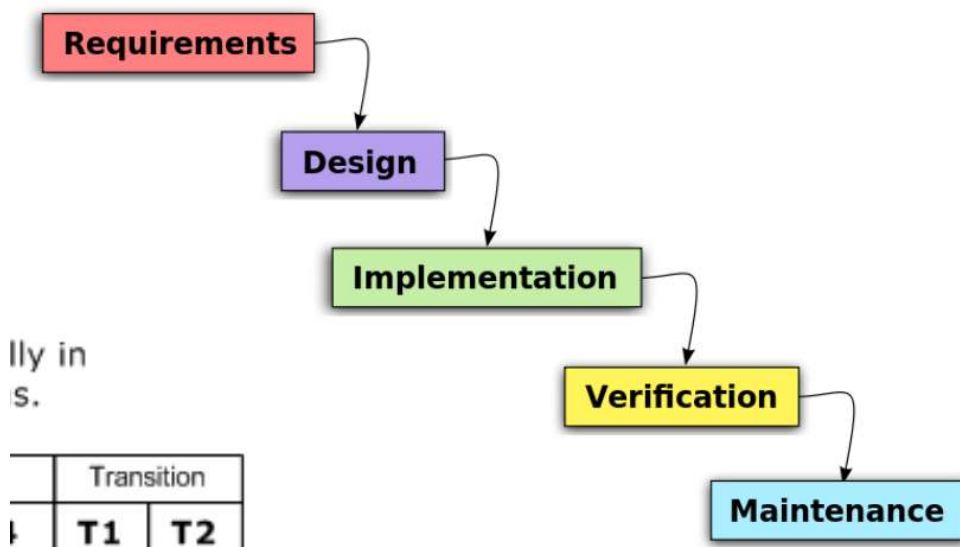 Requirements
Design
Implementation
lly in
s.
Verification
Transition
T1 T2
Maintenance